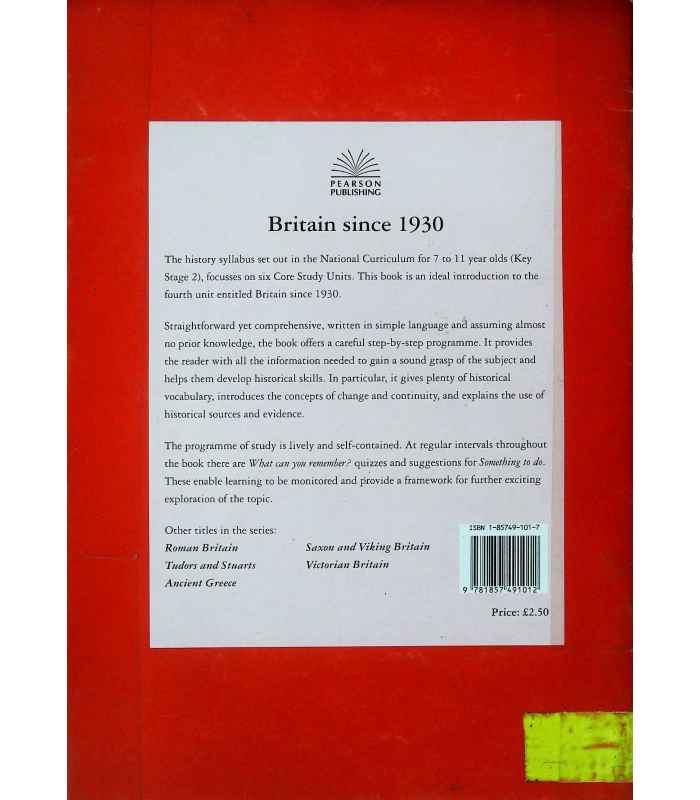 PEARSON
PUBLISHING
Britain since 1930
The history syllabus set out in the National Curriculum for 7 to 11 year olds (Key
Stage 2), focusses on six Core Study Units. This book is an ideal introduction to the
fourth unit entitled Britain since 1930.
Straightforward yet comprehensive, written in simple language and assuming almost
no prior knowledge, the book offers a careful step-by-step programme. It provides
the reader with all the information needed to gain a sound grasp of the subject and
helps them develop historical skills. In particular, it gives plenty of historical
vocabulary, introduces the concepts of change and continuity, and explains the use of
historical sources and evidence.
The programme of study is lively and self-contained. At regular intervals throughout
the book there are What can you remember? quizzes and suggestions for Something to do.
These enable learning to be monitored and provide a framework for further exciting
exploration of the topic.
Other titles in the series:
Roman Britain Saxon and Viking Britain
Tudors and Stuarts Victorian Britain
Ancient Greece
ISBN 1-85749-101-7
9 781857 491012
Price: £2.50